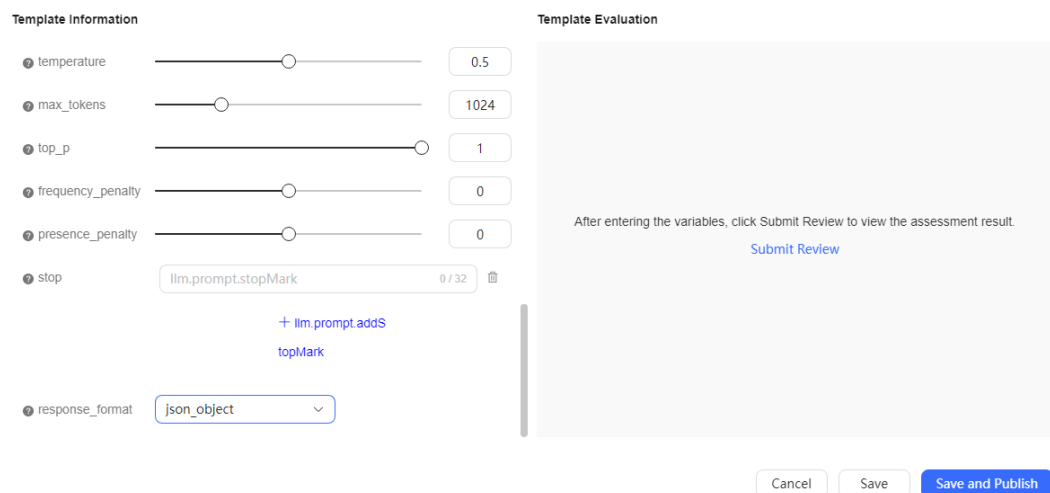 Template Information
Template Evaluation
? temperature 0.5
? max_tokens 1024
? top_p 1
? frequency_penalty 0
? presence_penalty 0
? stop llm.prompt.stopMark 0 / 32
+ llm.prompt.addS
topMark
? response_format json_object
After entering the variables, click Submit Review to view the assessment result.
Submit Review
Cancel Save Save and Publish